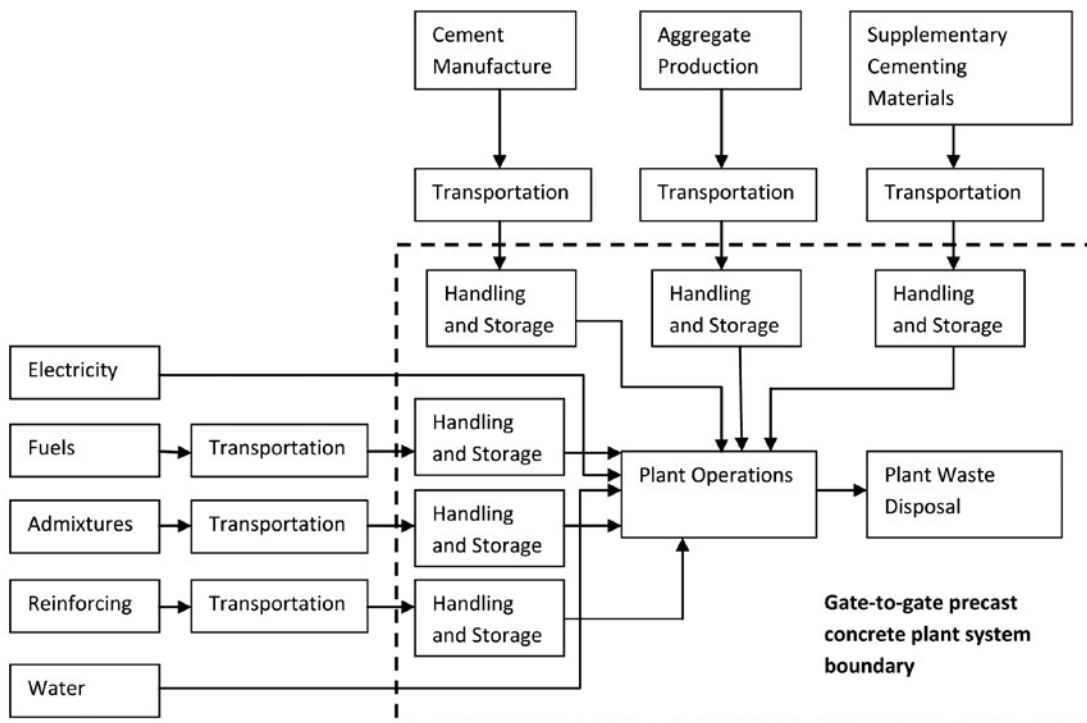 Cement
Manufacture
Aggregate
Production
Supplementary
Cementing
Materials
Transportation
Transportation
Transportation
Handling
and Storage
Handling
and Storage
Handling
and Storage
Electricity
Fuels
Transportation
Handling
and Storage
Plant Operations
Plant Waste
Disposal
Admixtures
Transportation
Handling
and Storage
Reinforcing
Transportation
Handling
and Storage
Gate-to-gate precast
concrete plant system
boundary
Water